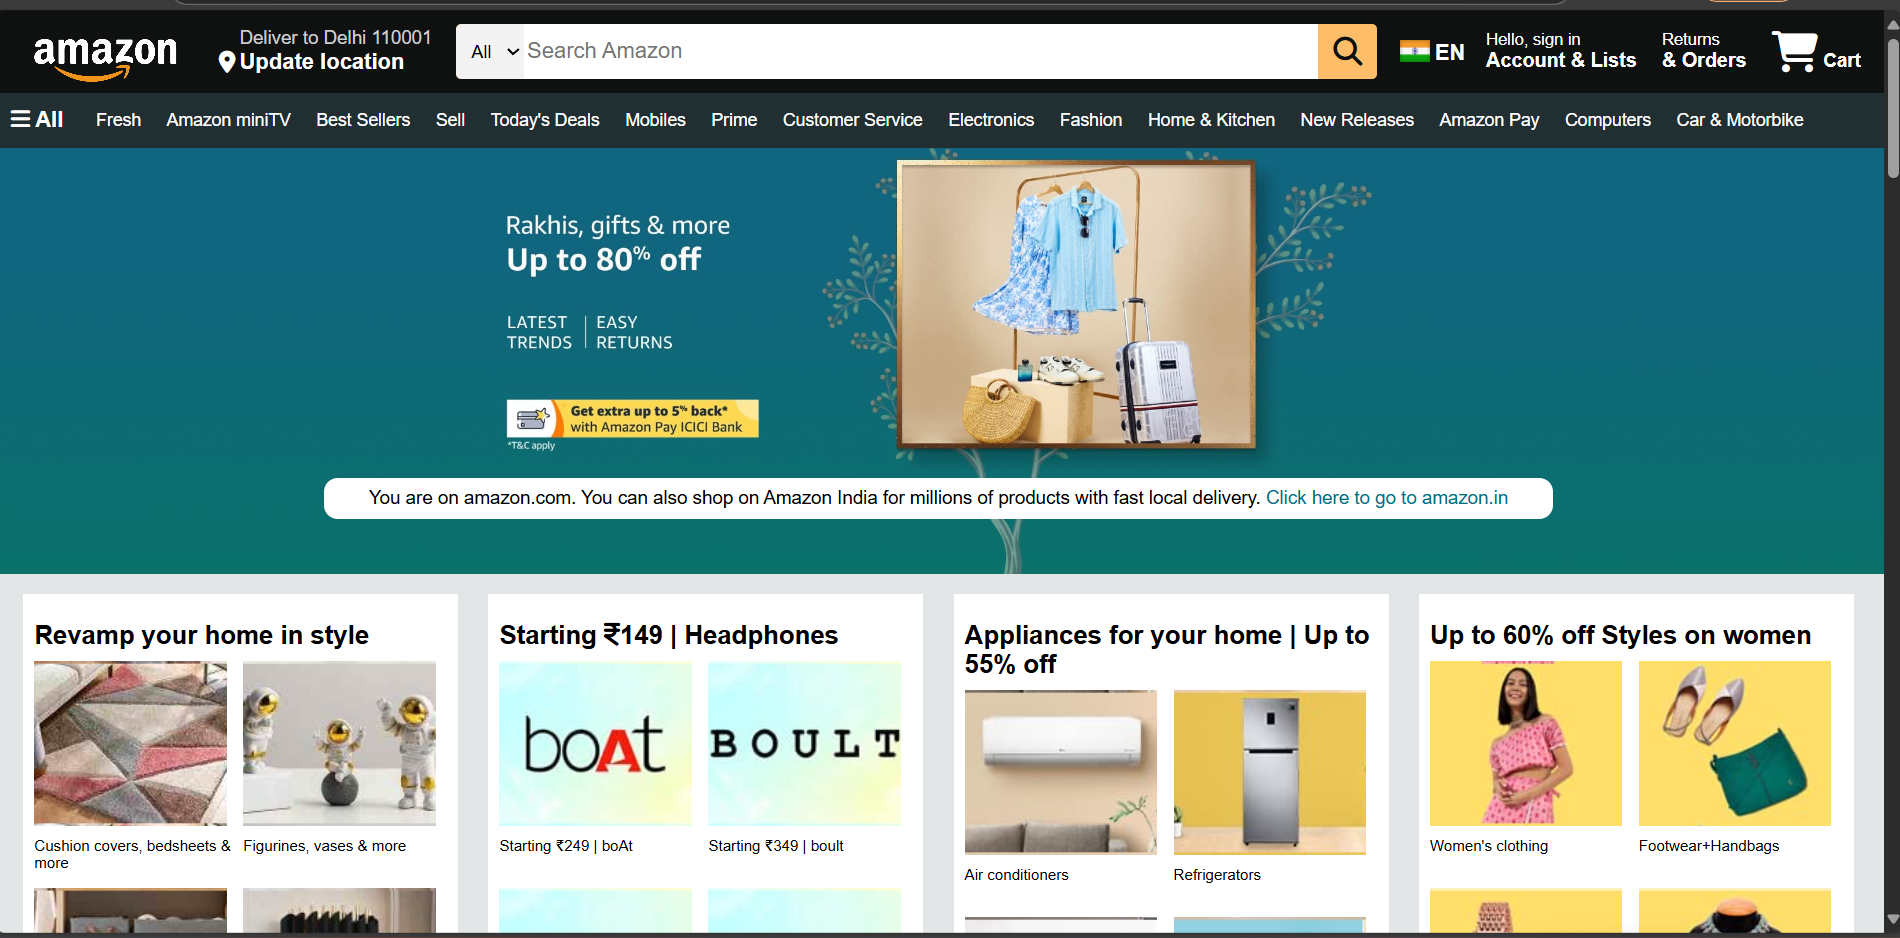 amazon
Deliver to Delhi 110001
Update location
All
Search Amazon
EN
Hello, sign in
Account & Lists
Returns
& Orders
Cart
All
Fresh
Amazon miniTV
Best Sellers
Sell
Today's Deals
Mobiles
Prime
Customer Service
Electronics
Fashion
Home & Kitchen
New Releases
Amazon Pay
Computers
Car & Motorbike
Rakhis, gifts & more
Up to 80% off
LATEST TRENDS
EASY RETURNS
Get extra up to 5% back*
with Amazon Pay ICICI Bank
*T&C apply
You are on amazon.com. You can also shop on Amazon India for millions of products with fast local delivery. Click here to go to amazon.in
Revamp your home in style
Cushion covers, bedsheets &
more
Figurines, vases & more
Starting ₹149 | Headphones
boAt
BOULT
Starting ₹249 | boAt
Starting ₹349 | boult
Appliances for your home | Up to
55% off
Air conditioners
Refrigerators
Up to 60% off Styles on women
Women's clothing
Footwear+Handbags